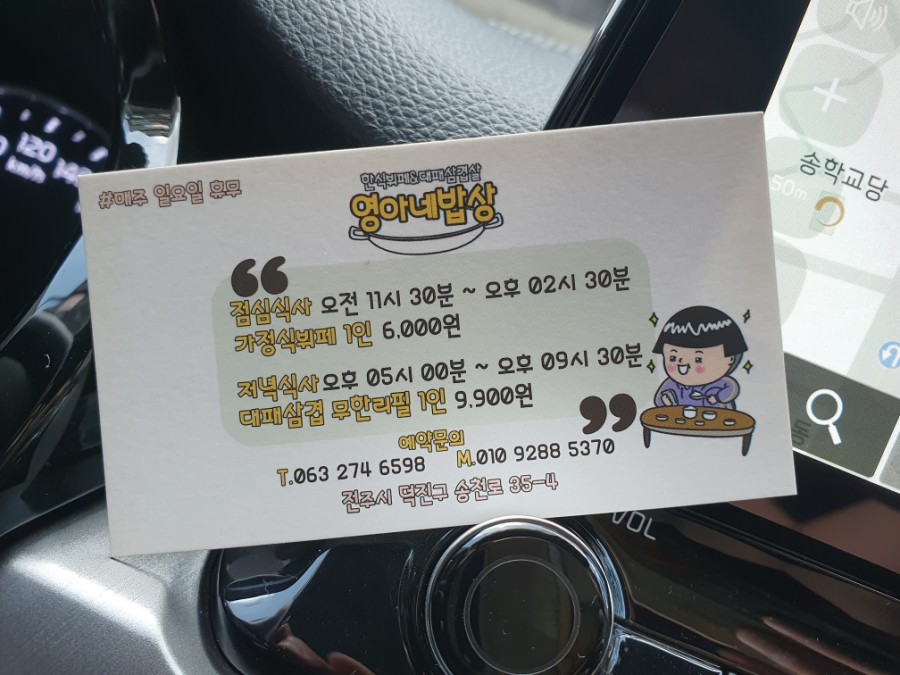 #매주 일요일 휴무
한식뷔페&대패삼겹살
영아네밥상
점심식사 오전 11시 30분 ~ 오후 02시 30분
가정식뷔페 1인 6,000원
저녁식사 오후 05시 00분 ~ 오후 09시 30분
대패삼겹 무한리필 1인 9,900원
예약문의
T.063 274 6598 M.010 9288 5370
전주시 덕진구 송천로 35-4
120
km/h
송학교당
50m
VOL